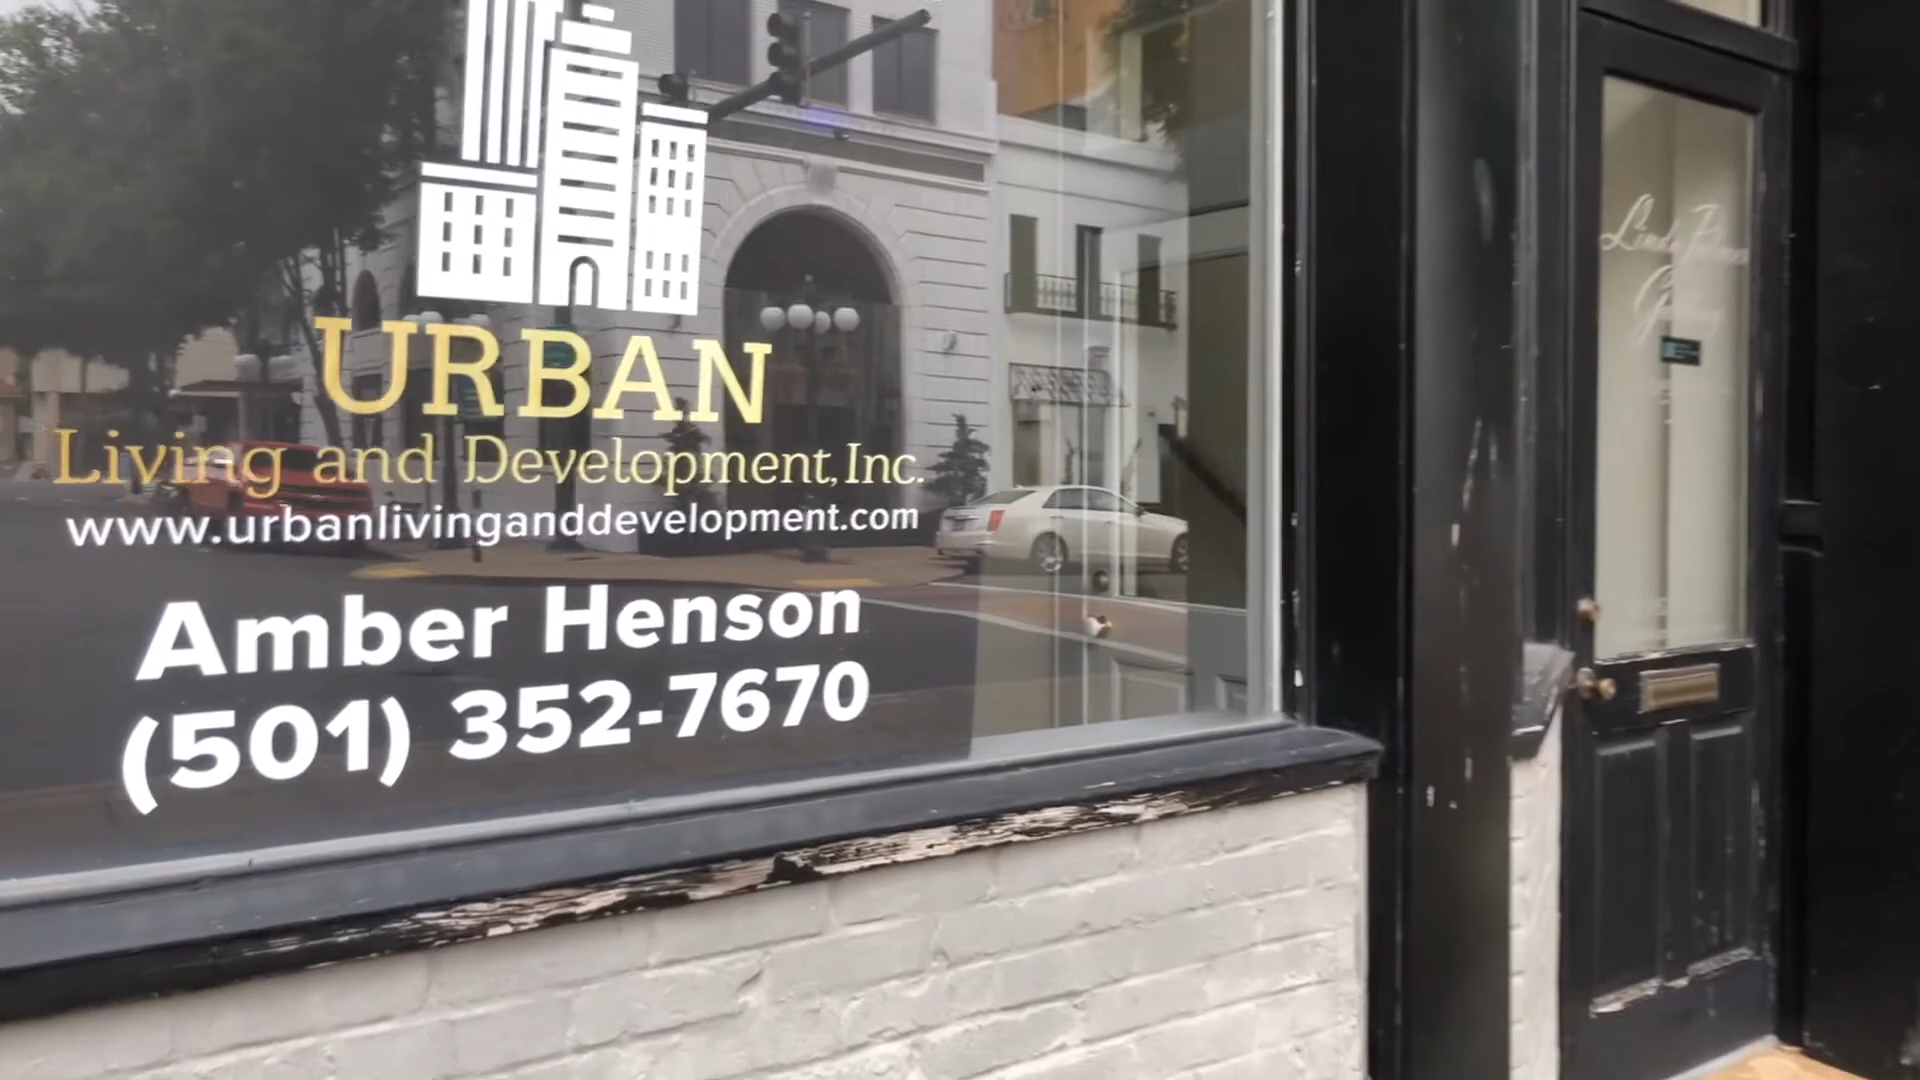 URBAN
Living and Development, Inc.
www.urbanlivinganddevelopment.com
Amber Henson
(501) 352-7670